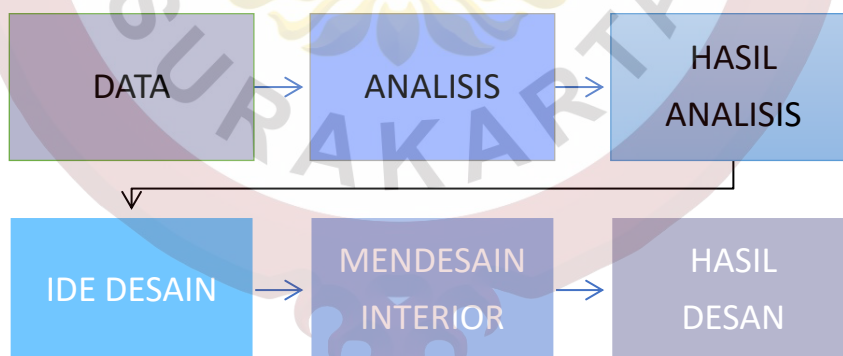 DATA
ANALISIS
HASIL
ANALISIS
IDE DESAIN
MENDESAIN
INTERIOR
HASIL
DESAN
SURAKARTA